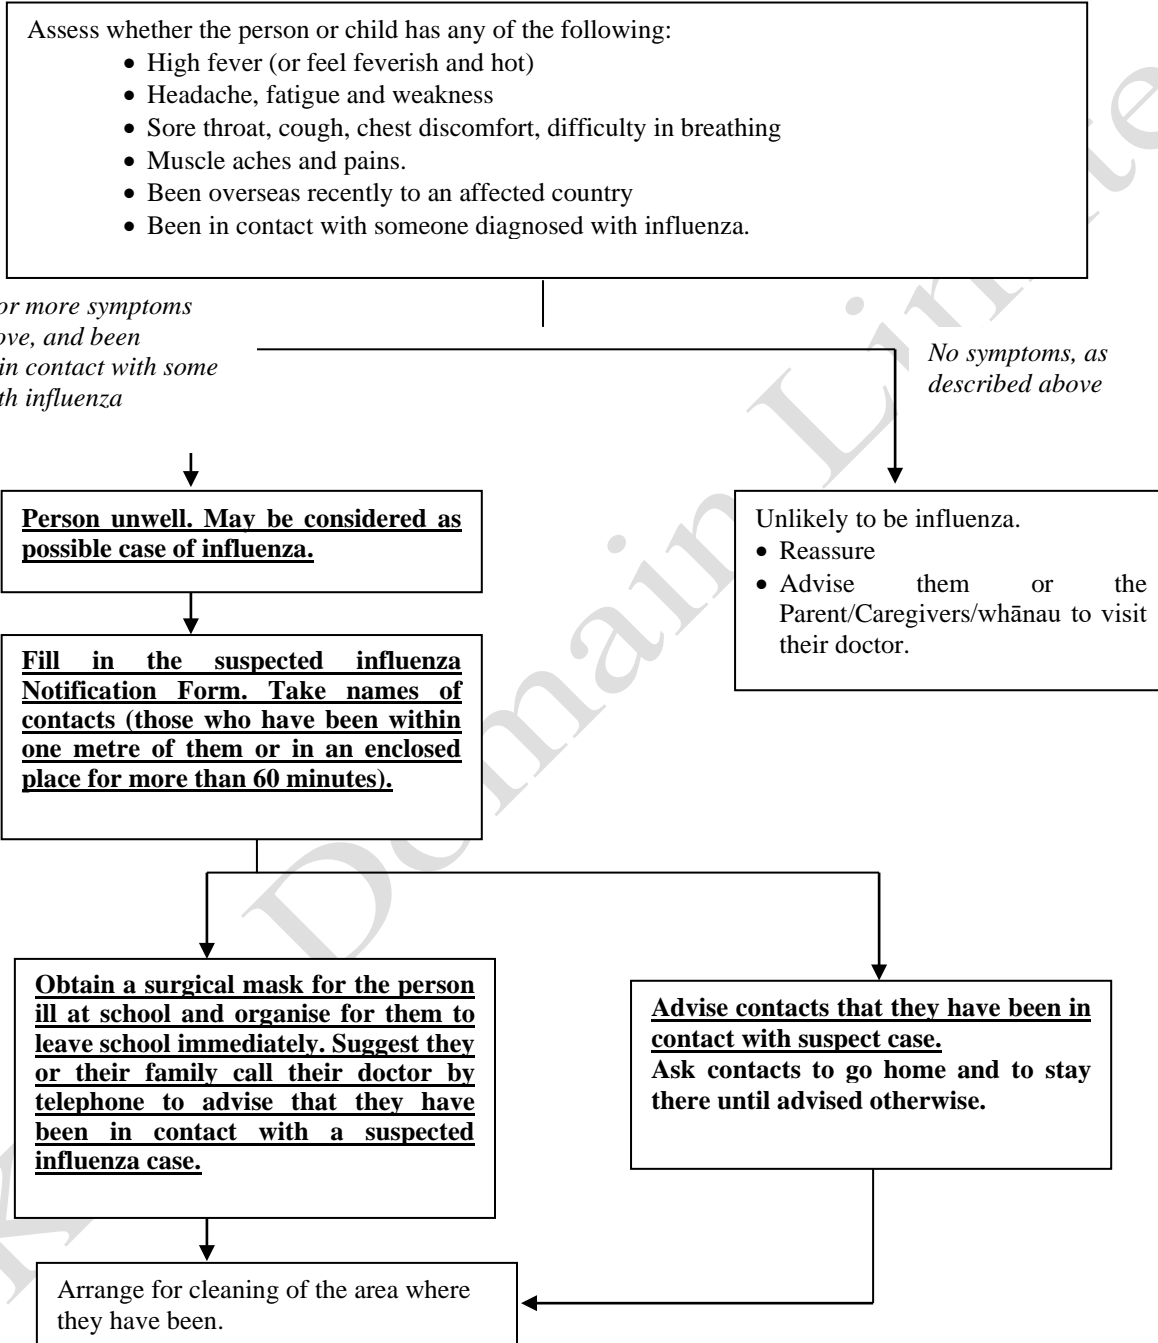 Assess whether the person or child has any of the following:
• High fever (or feel feverish and hot)
• Headache, fatigue and weakness
• Sore throat, cough, chest discomfort, difficulty in breathing
• Muscle aches and pains.
• Been overseas recently to an affected country
• Been in contact with someone diagnosed with influenza.
or more symptoms
ove, and been
in contact with some
th influenza
No symptoms, as
described above
Person unwell. May be considered as
possible case of influenza.
Unlikely to be influenza.
• Reassure
• Advise them or the
Parent/Caregivers/whānau to visit
their doctor.
Fill in the suspected influenza
Notification Form. Take names of
contacts (those who have been within
one metre of them or in an enclosed
place for more than 60 minutes).
Obtain a surgical mask for the person
ill at school and organise for them to
leave school immediately. Suggest they
or their family call their doctor by
telephone to advise that they have
been in contact with a suspected
influenza case.
Advise contacts that they have been in
contact with suspect case.
Ask contacts to go home and to stay
there until advised otherwise.
Arrange for cleaning of the area where
they have been.
Domain Limite